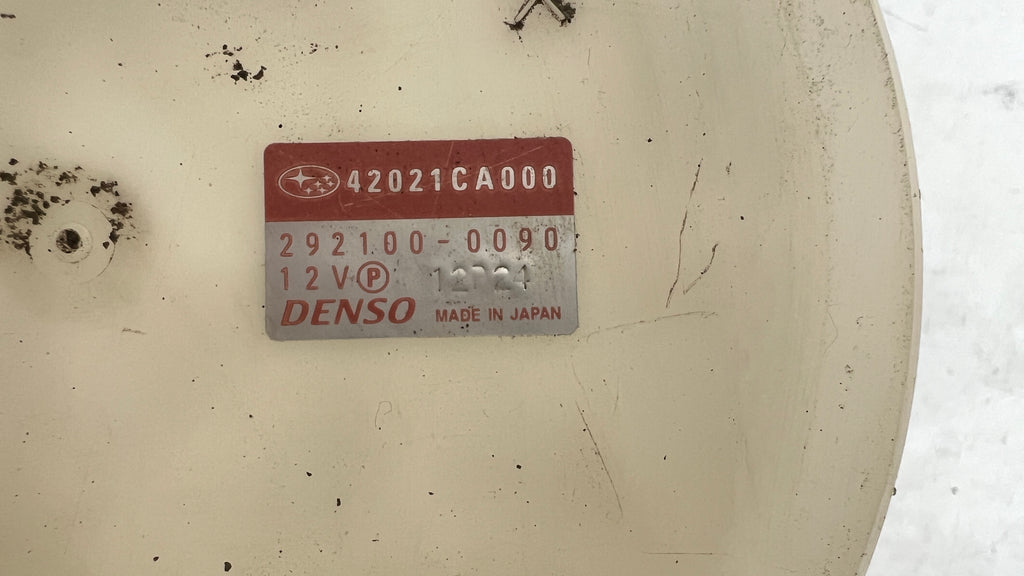 42021CA000
292100-0090
12V Ⓟ
DENSO MADE IN JAPAN